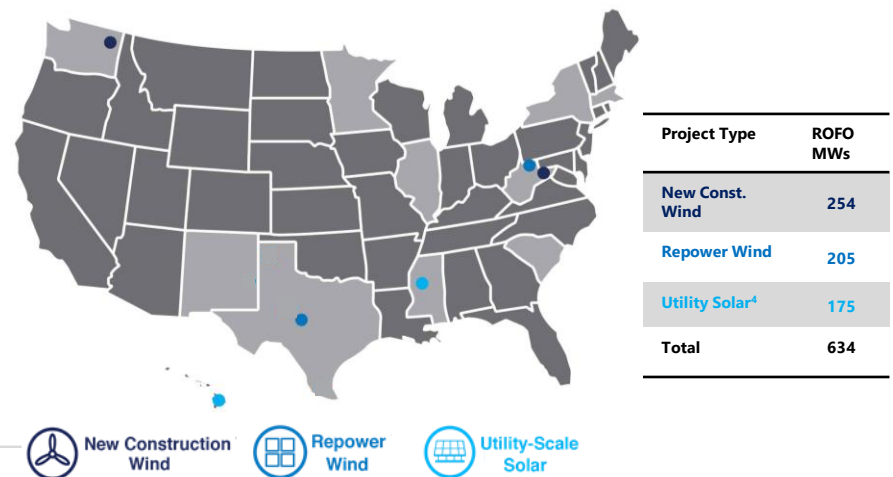 Project Type ROFO
MWs
New Const.
Wind
254
Repower Wind 205
Utility Solar⁴ 175
Total 634
New Construction
Wind
Repower
Wind
Utility-Scale
Solar